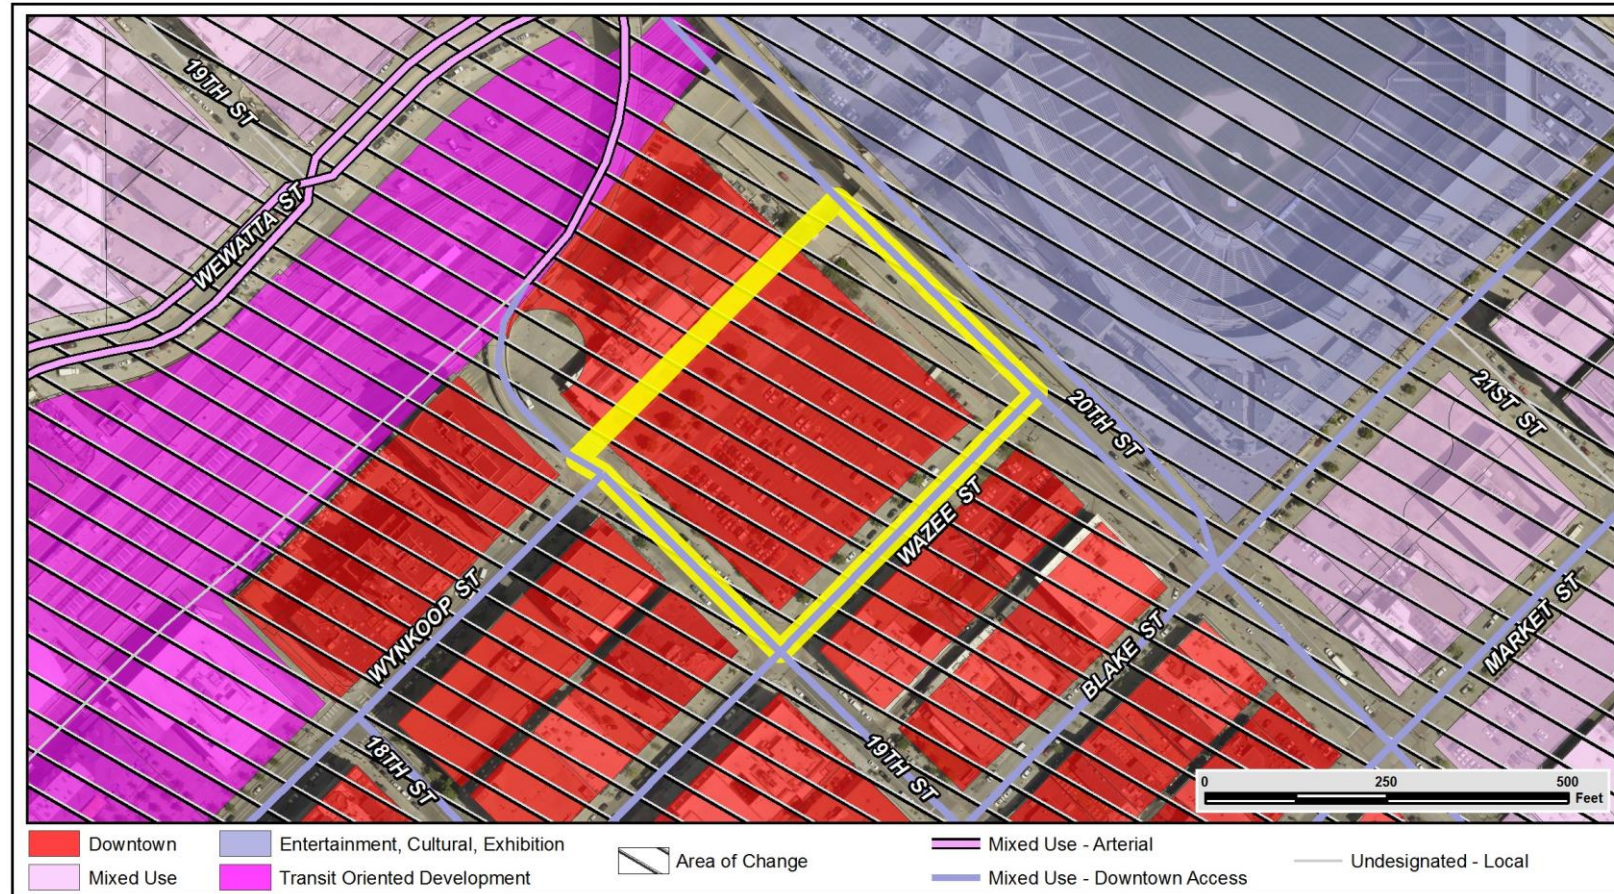 19TH ST
WEWATTA ST
20TH ST
21ST ST
WAZEE ST
WYNKOOP ST
BLAKE ST
MARKET ST
18TH ST
19TH ST
0 250 500
Feet
Downtown
Entertainment, Cultural, Exhibition
Area of Change
Mixed Use - Arterial
Undesignated - Local
Mixed Use
Transit Oriented Development
Mixed Use - Downtown Access